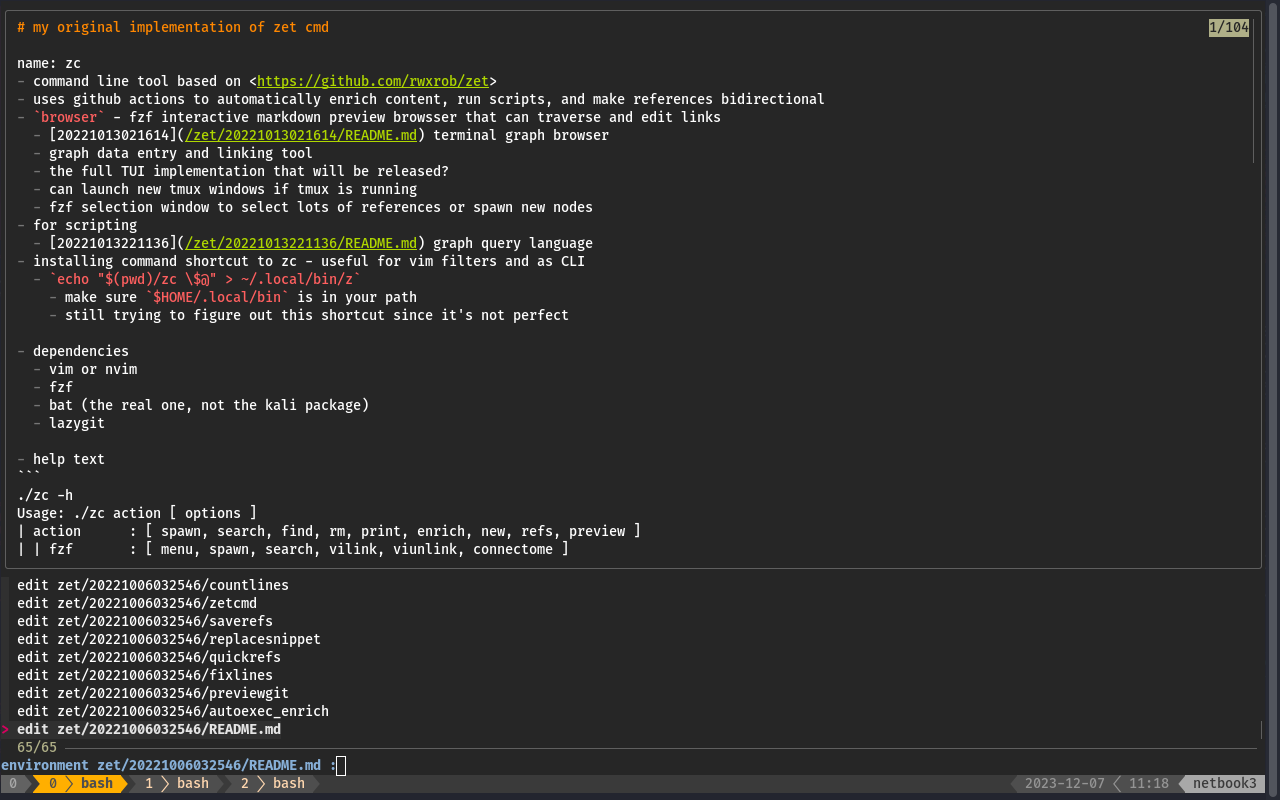 # my original implementation of zet cmd
1/104
name: zc
- command line tool based on <https://github.com/rwxrob/zet>
- uses github actions to automatically enrich content, run scripts, and make references bidirectional
- `browser` - fzf interactive markdown preview browsser that can traverse and edit links
  - [20221013021614](/zet/20221013021614/README.md) terminal graph browser
  - graph data entry and linking tool
  - the full TUI implementation that will be released?
  - can launch new tmux windows if tmux is running
  - fzf selection window to select lots of references or spawn new nodes
- for scripting
  - [20221013221136](/zet/20221013221136/README.md) graph query language
- installing command shortcut to zc - useful for vim filters and as CLI
  - `echo "$(pwd)/zc \$@" > ~/.local/bin/z`
    - make sure `$HOME/.local/bin` is in your path
    - still trying to figure out this shortcut since it's not perfect
- dependencies
  - vim or nvim
  - fzf
  - bat (the real one, not the kali package)
  - lazygit
- help text
```
./zc -h
Usage: ./zc action [ options ]
| action      : [ spawn, search, find, rm, print, enrich, new, refs, preview ]
| | fzf       : [ menu, spawn, search, vilink, viunlink, connectome ]
edit zet/20221006032546/countlines
edit zet/20221006032546/zetcmd
edit zet/20221006032546/saverefs
edit zet/20221006032546/replacesnippet
edit zet/20221006032546/quickrefs
edit zet/20221006032546/fixlines
edit zet/20221006032546/previewgit
edit zet/20221006032546/autoexec_enrich
> edit zet/20221006032546/README.md
65/65
environment zet/20221006032546/README.md :
0 0 bash 1 bash 2 bash 2023-12-07 11:18 netbook3